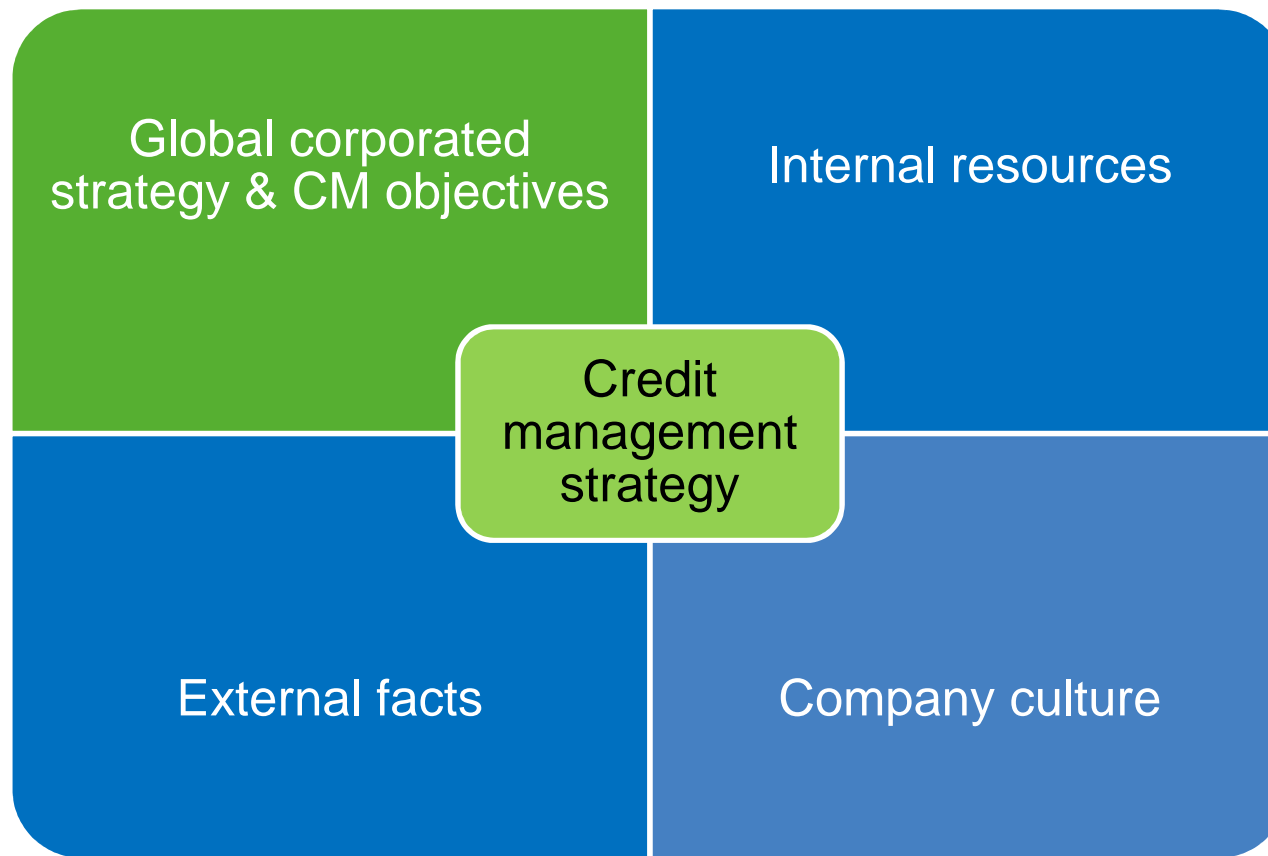 Global corporated
strategy & CM objectives
Internal resources
Credit
management
strategy
External facts
Company culture